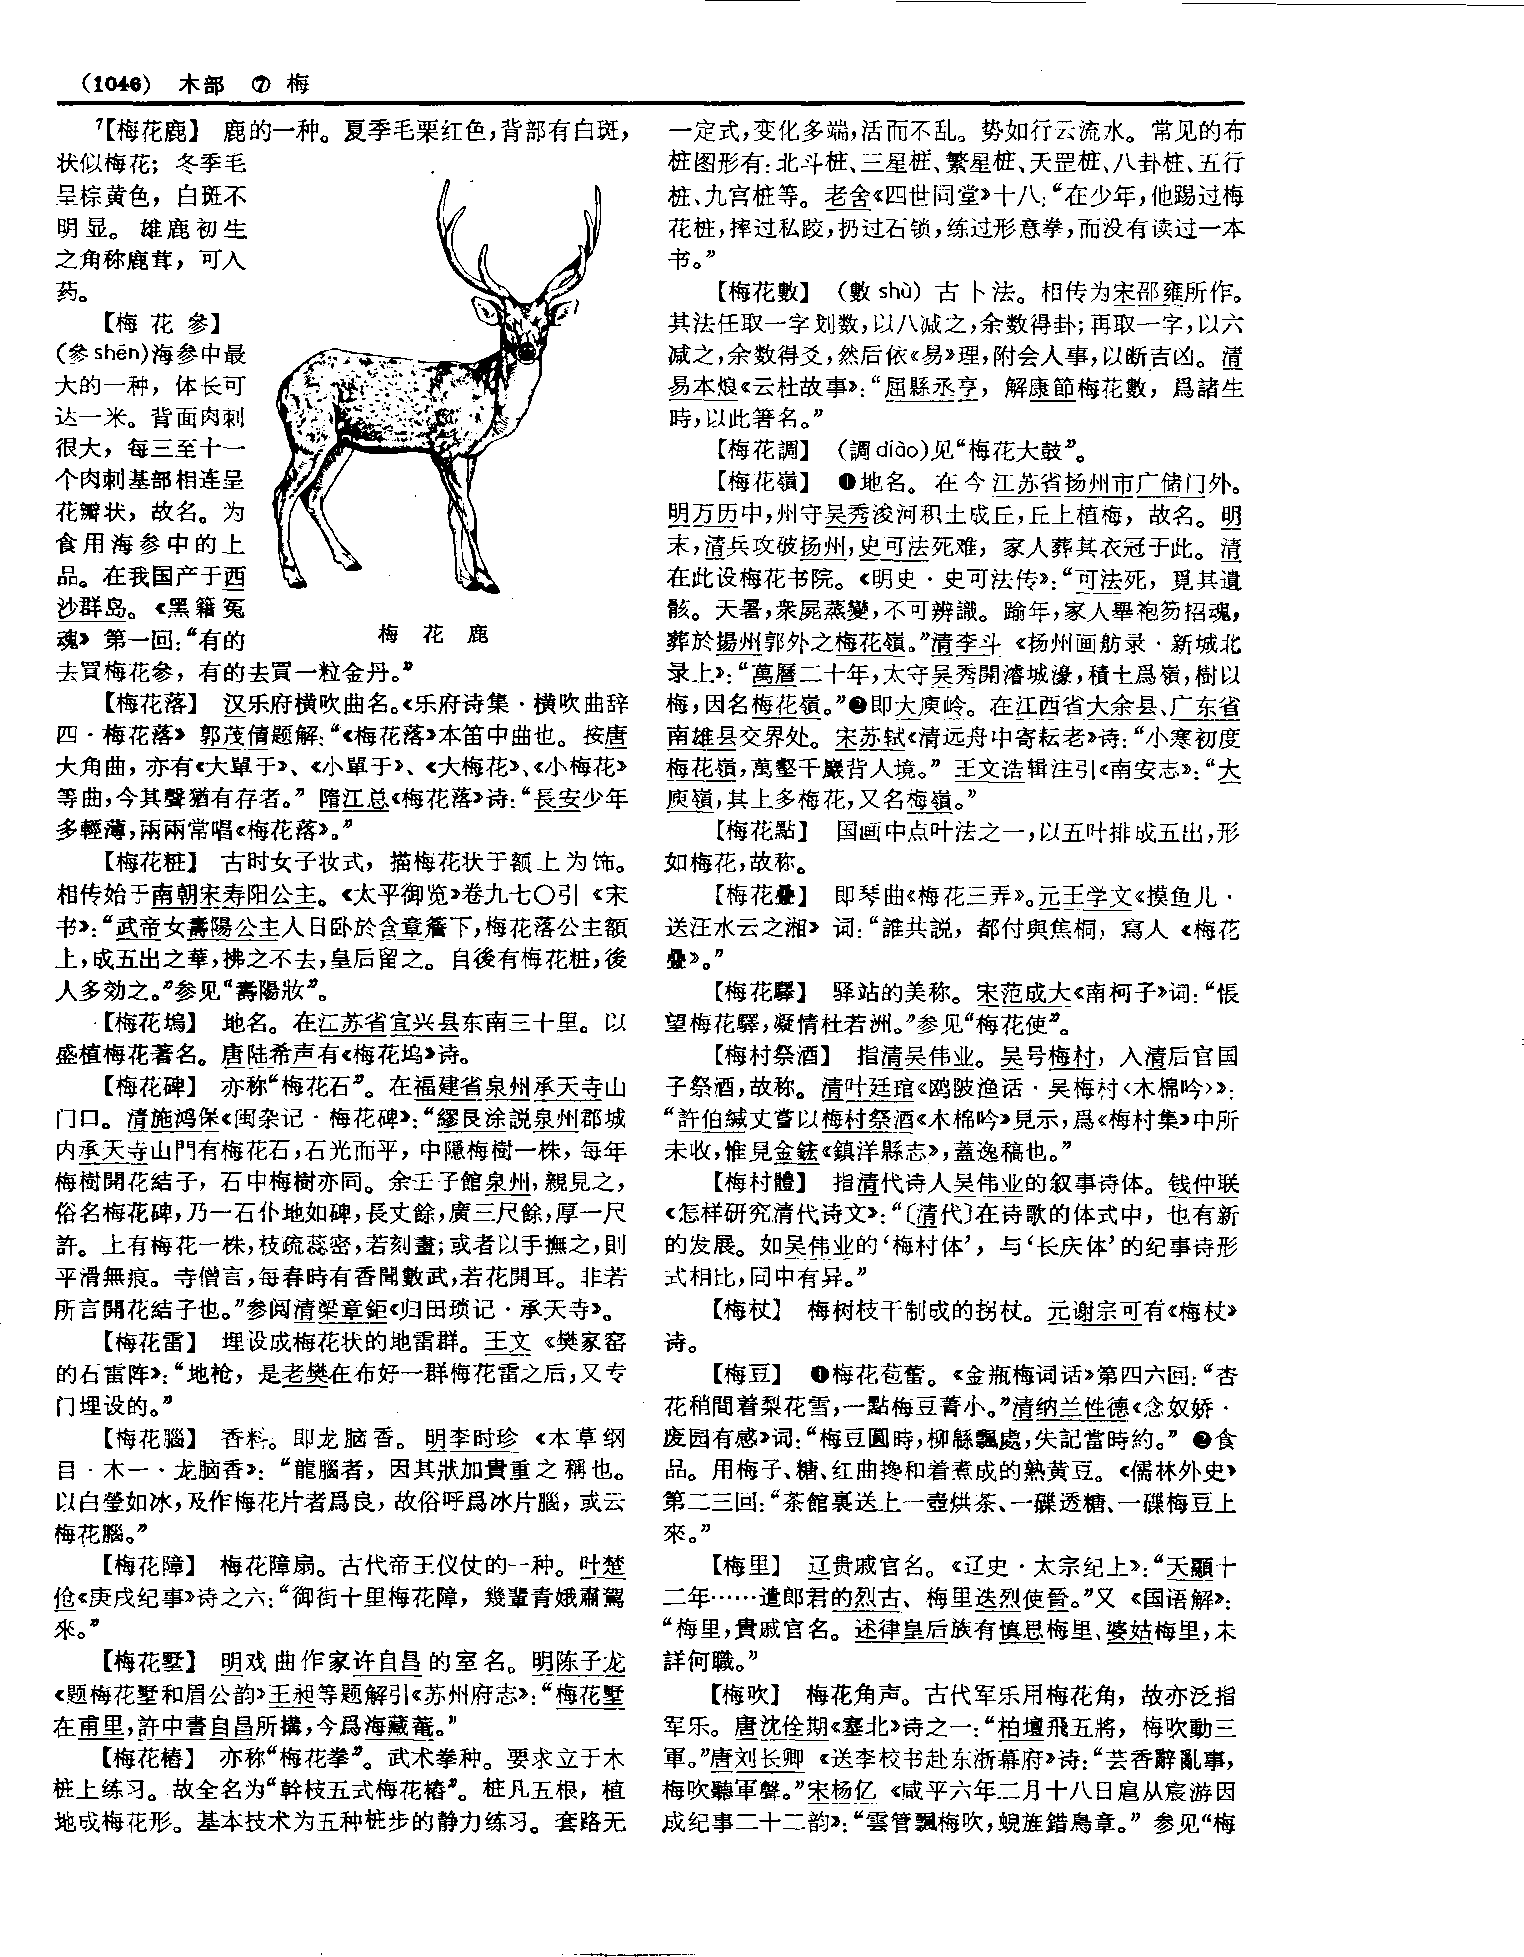 (1046) 木部 ⑦ 梅
7【梅花鹿】 鹿的一种。夏季毛栗红色,背部有白斑,
状似梅花；冬季毛
呈棕黄色，白斑不
明显。雄鹿初生
之角称鹿茸，可入
药。
【梅花參】
(參shēn)海参中最
大的一种，体长可
达一米。背面肉刺
很大，每三至十一
个肉刺基部相连呈
花瓣状，故名。为
食用海参中的上
品。在我国产于西
沙群岛。《黑籍冤
魂》第一回:“有的
去買梅花參，有的去買一粒金丹。”
梅花鹿
【梅花落】 汉乐府横吹曲名。《乐府诗集·横吹曲辞
四·梅花落》郭茂倩题解:“《梅花落》本笛中曲也。按唐
大角曲，亦有《大單于》、《小單于》、《大梅花》、《小梅花》
等曲,今其聲猶有存者。”隋江总《梅花落》诗:“長安少年
多輕薄,兩兩常唱《梅花落》。”
【梅花粧】 古时女子妆式，描梅花状于额上为饰。
相传始于南朝宋寿阳公主。《太平御览》卷九七〇引《宋
书》:“武帝女壽陽公主人日卧於含章簷下,梅花落公主額
上,成五出之華,拂之不去,皇后留之。自後有梅花粧,後
人多効之。”参见“壽陽妝”。
【梅花塢】 地名。在江苏省宜兴县东南三十里。以
盛植梅花著名。唐陆希声有《梅花坞》诗。
【梅花碑】 亦称“梅花石”。在福建省泉州承天寺山
门口。清施鸿保《闽杂记·梅花碑》:“繆艮涂説泉州郡城
内承天寺山門有梅花石,石光而平，中隱梅樹一株，每年
梅樹開花結子，石中梅樹亦同。余壬子館泉州,親見之，
俗名梅花碑,乃一石仆地如碑,長丈餘,廣三尺餘,厚一尺
許。上有梅花一株,枝疏蕊密,若刻畫;或者以手撫之,則
平滑無痕。寺僧言,每春時有香聞數武,若花開耳。非若
所言開花結子也。”参阅清梁章鉅《归田琐记·承天寺》。
【梅花雷】 埋设成梅花状的地雷群。王文《樊家窑
的石雷阵》:“地枪，是老樊在布好一群梅花雷之后,又专
门埋设的。”
【梅花腦】 香料。即龙脑香。明李时珍《本草纲
目·木一·龙脑香》:“龍腦者，因其狀加貴重之稱也。
以白瑩如冰,及作梅花片者爲良，故俗呼爲冰片腦，或云
梅花腦。”
【梅花障】 梅花障扇。古代帝王仪仗的一种。叶楚
伧《庚戌纪事》诗之六:“御街十里梅花障，幾輩青娥肅駕
來。”
【梅花墅】 明戏曲作家许自昌的室名。明陈子龙
《题梅花墅和眉公韵》王昶等题解引《苏州府志》:“梅花墅
在甫里,許中書自昌所搆,今爲海藏菴。”
【梅花樁】 亦称“梅花拳”。武术拳种。要求立于木
桩上练习。故全名为“幹枝五式梅花樁”。桩凡五根，植
地或梅花形。基本技术为五种桩步的静力练习。套路无
一定式,变化多端,活而不乱。势如行云流水。常见的布
桩图形有:北斗桩、三星桩、繁星桩、天罡桩、八卦桩、五行
桩、九宫桩等。老舍《四世同堂》十八:“在少年,他踢过梅
花桩,摔过私跤,扔过石锁,练过形意拳,而没有读过一本
书。”
【梅花數】 (數shù)古卜法。相传为宋邵雍所作。
其法任取一字划数,以八减之,余数得卦;再取一字,以六
减之,余数得爻,然后依《易》理,附会人事,以断吉凶。清
易本烺《云杜故事》:“屈縣丞亨，解康節梅花數，爲諸生
時,以此著名。”
【梅花調】 (調diào)见“梅花大鼓”。
【梅花嶺】 ❶地名。在今江苏省扬州市广储门外。
明万历中,州守吴秀浚河积土成丘,丘上植梅，故名。明
末,清兵攻破扬州,史可法死难，家人葬其衣冠于此。清
在此设梅花书院。《明史·史可法传》:“可法死，覓其遺
骸。天暑,衆屍蒸變,不可辨識。踰年,家人舉袍笏招魂,
葬於揚州郭外之梅花嶺。”清李斗《扬州画舫录·新城北
录上》:“萬曆二十年,太守吴秀開濬城濠,積土爲嶺,樹以
梅,因名梅花嶺。”❷即大庾岭。在江西省大余县、广东省
南雄县交界处。宋苏轼《清远舟中寄耘老》诗:“小寒初度
梅花嶺,萬壑千巖背人境。”王文诰辑注引《南安志》:“大
庾嶺,其上多梅花,又名梅嶺。”
【梅花點】 国画中点叶法之一,以五叶排成五出,形
如梅花,故称。
【梅花疊】 即琴曲《梅花三弄》。元王学文《摸鱼儿·
送汪水云之湘》词:“誰共説，都付與焦桐，寫人《梅花
疊》。”
【梅花驛】 驿站的美称。宋范成大《南柯子》词:“悵
望梅花驛,凝情杜若洲。”参见“梅花使”。
【梅村祭酒】 指清吴伟业。吴号梅村，入清后官国
子祭酒,故称。清叶廷琯《鸥陂渔话·吴梅村〈木棉吟〉》:
“許伯緘丈嘗以梅村祭酒《木棉吟》見示,爲《梅村集》中所
未收,惟見金鉉《鎮洋縣志》,蓋逸稿也。”
【梅村體】 指清代诗人吴伟业的叙事诗体。钱仲联
《怎样研究清代诗文》:“〔清代〕在诗歌的体式中，也有新
的发展。如吴伟业的‘梅村体’，与‘长庆体’的纪事诗形
式相比,同中有异。”
【梅杖】 梅树枝干制成的拐杖。元谢宗可有《梅杖》
诗。
【梅豆】 ❶梅花苞蕾。《金瓶梅词话》第四六回:“杏
花稍間着梨花雪,一點梅豆菁小。”清纳兰性德《念奴娇·
废园有感》词:“梅豆圓時,柳緜飄處,失記當時約。”❷食
品。用梅子、糖、红曲搀和着煮成的熟黄豆。《儒林外史》
第二三回:“茶館裏送上一壺烘茶、一碟透糖、一碟梅豆上
來。”
【梅里】 辽贵戚官名。《辽史·太宗纪上》:“天顯十
二年……遣郎君的烈古、梅里迭烈使晉。”又《国语解》:
“梅里,貴戚官名。述律皇后族有慎思梅里、婆姑梅里,未
詳何職。”
【梅吹】 梅花角声。古代军乐用梅花角，故亦泛指
军乐。唐沈佺期《塞北》诗之一:“柏壇飛五將，梅吹動三
軍。”唐刘长卿《送李校书赴东浙幕府》诗:“芸香辭亂事,
梅吹聽軍聲。”宋杨亿《咸平六年二月十八日扈从宸游因
成纪事二十二韵》:“雲管飄梅吹,蜺旌錯鳥章。”参见“梅